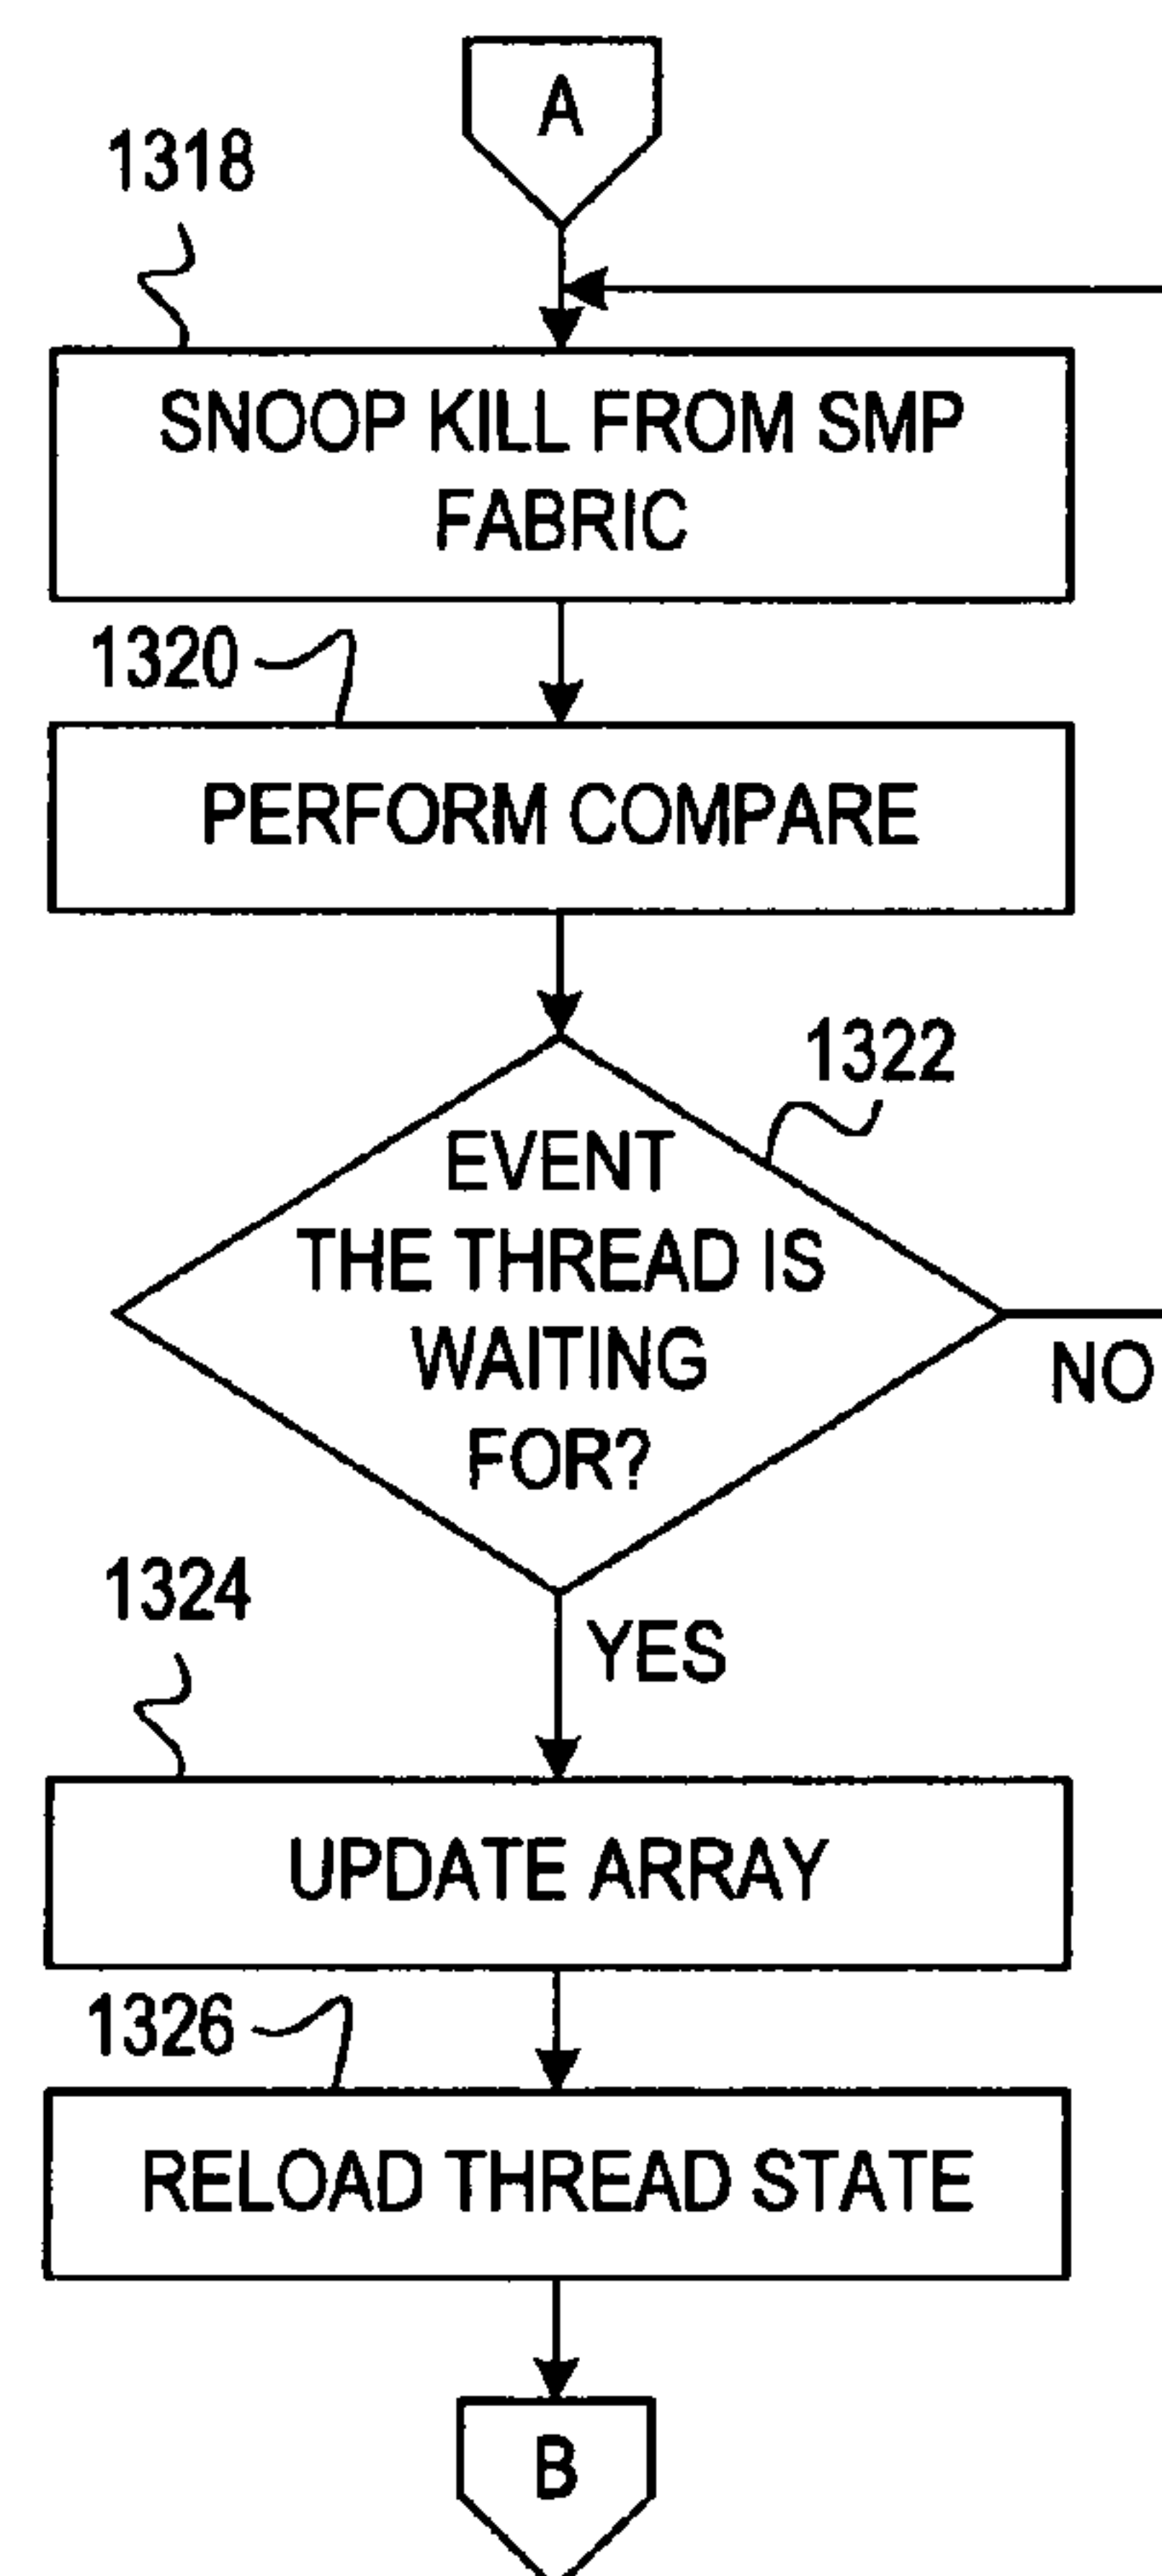 A
1318
SNOOP KILL FROM SMP
FABRIC
1320
PERFORM COMPARE
1322
EVENT
THE THREAD IS
WAITING
FOR?
NO
1324
YES
UPDATE ARRAY
1326
RELOAD THREAD STATE
B